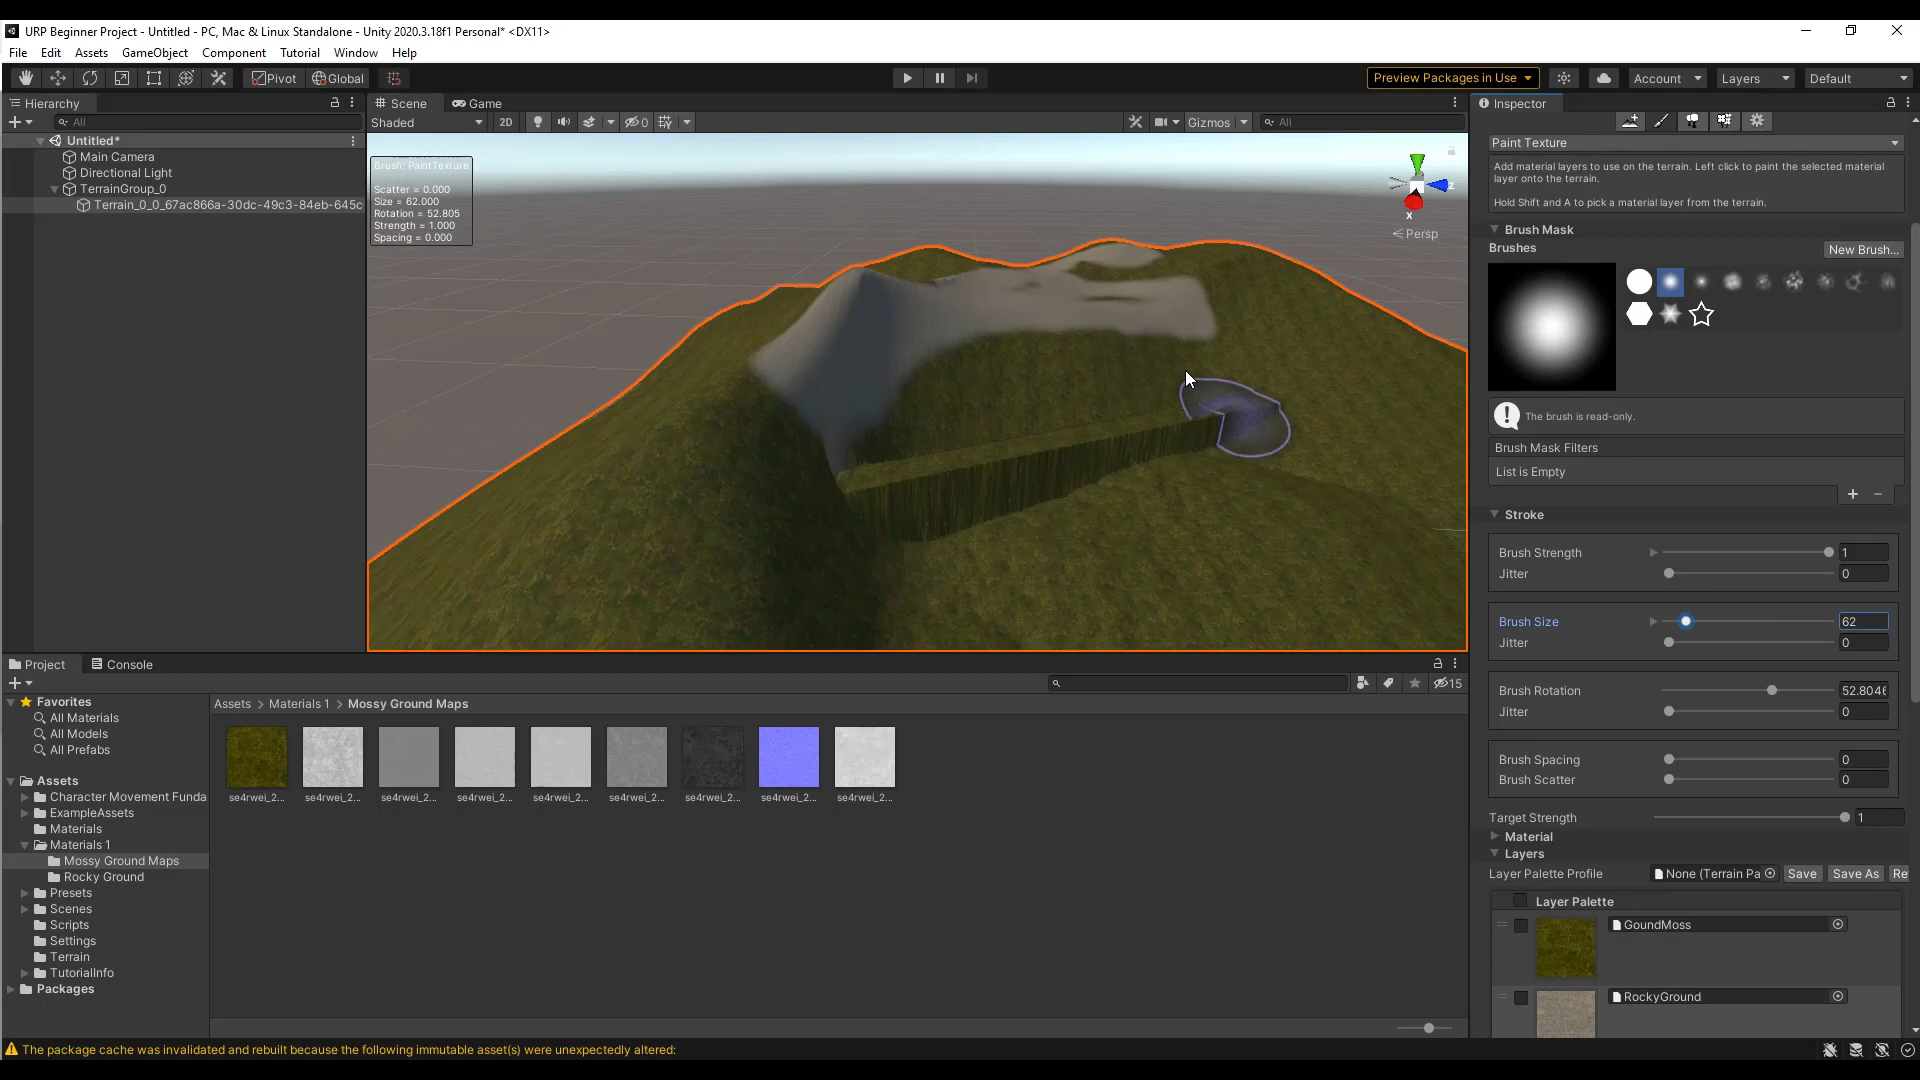 URP Beginner Project - Untitled - PC, Mac & Linux Standalone - Unity 2020.3.18f1 Personal* <DX11>
File Edit Assets GameObject Component Tutorial Window Help
Pivot Global Preview Packages in Use Account Layers Default
Hierarchy
All
Untitled*
Main Camera
Directional Light
TerrainGroup_0
Terrain_0_0_67ac866a-30dc-49c3-84eb-645c
Scene Game
Shaded 2D 0 Gizmos All
Brush: PaintTexture
Scatter = 0.000
Size = 62.000
Rotation = 52.805
Strength = 1.000
Spacing = 0.000
z
x
Persp
Inspector
Paint Texture
Add material layers to use on the terrain. Left click to paint the selected material
layer onto the terrain.
Hold Shift and A to pick a material layer from the terrain.
Brush Mask
Brushes New Brush...
The brush is read-only.
Brush Mask Filters
List is Empty
+ −
Stroke
Brush Strength 1
Jitter 0
Brush Size 62
Jitter 0
Brush Rotation 52.8046
Jitter 0
Brush Spacing 0
Brush Scatter 0
Target Strength 1
Material
Layers
Layer Palette Profile None (Terrain Pa Save Save As Re
Layer Palette
GoundMoss
RockyGround
Project Console
15
Favorites
All Materials
All Models
All Prefabs
Assets
Character Movement Funda
ExampleAssets
Materials
Materials 1
Mossy Ground Maps
Rocky Ground
Presets
Scenes
Scripts
Settings
Terrain
TutorialInfo
Packages
Assets > Materials 1 > Mossy Ground Maps
se4rwei_2... se4rwei_2... se4rwei_2... se4rwei_2... se4rwei_2... se4rwei_2... se4rwei_2... se4rwei_2... se4rwei_2...
The package cache was invalidated and rebuilt because the following immutable asset(s) were unexpectedly altered: